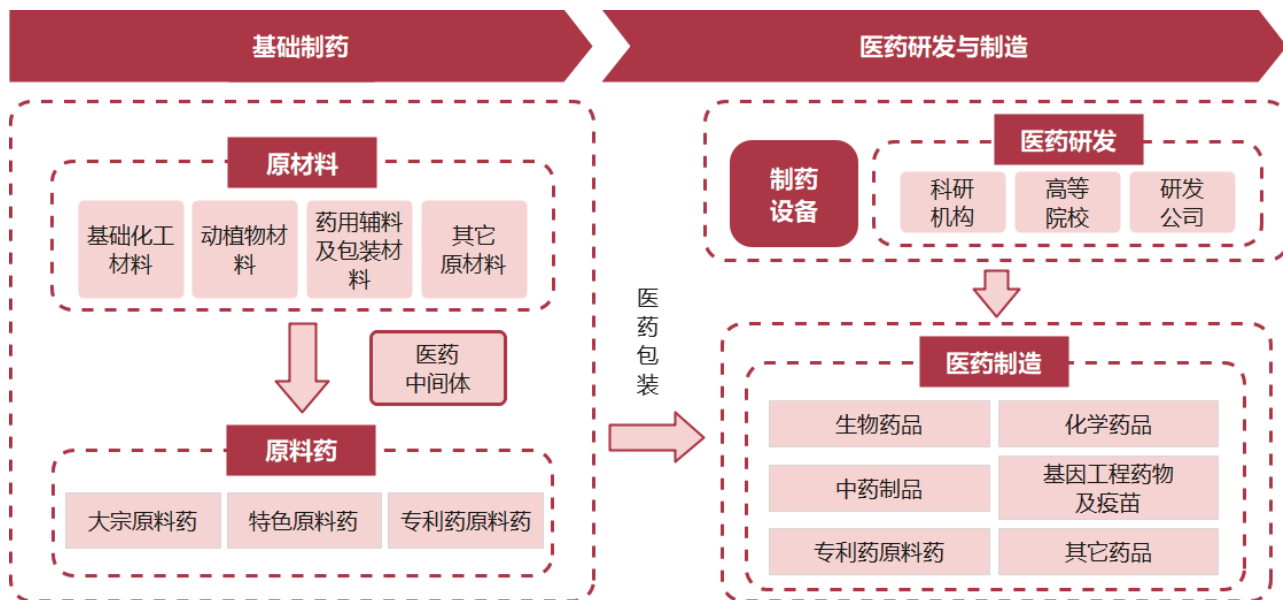 基础制药
医药研发与制造
原材料
基础化工
材料
动植物材
料
药用辅料
及包装材
料
其它
原材料
医药
中间体
原料药
大宗原料药
特色原料药
专利药原料药
医
药
包
装
制药
设备
医药研发
科研
机构
高等
院校
研发
公司
医药制造
生物药品
化学药品
中药制品
基因工程药物
及疫苗
专利药原料药
其它药品